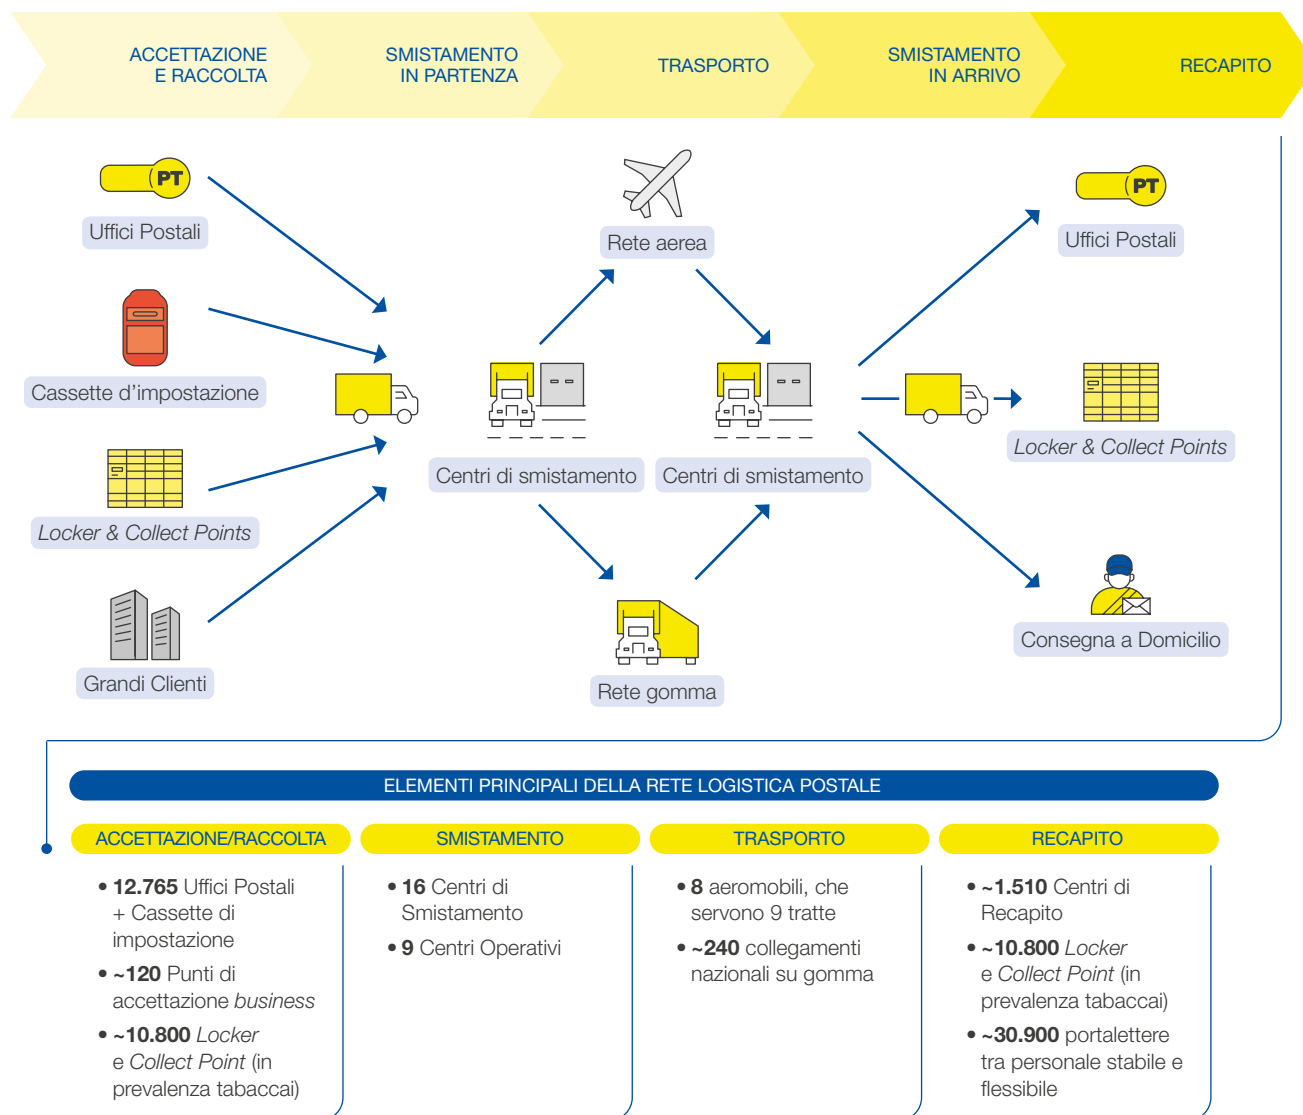 ACCETTAZIONE
E RACCOLTA
SMISTAMENTO
IN PARTENZA
TRASPORTO
SMISTAMENTO
IN ARRIVO
RECAPITO
PT
Uffici Postali
Cassette d'impostazione
Locker & Collect Points
Grandi Clienti
Rete aerea
Centri di smistamento
Centri di smistamento
Rete gomma
PT
Uffici Postali
Locker & Collect Points
Consegna a Domicilio
ELEMENTI PRINCIPALI DELLA RETE LOGISTICA POSTALE
ACCETTAZIONE/RACCOLTA
• 12.765 Uffici Postali
+ Cassette di
impostazione
• ~120 Punti di
accettazione business
• ~10.800 Locker
e Collect Point (in
prevalenza tabaccai)
SMISTAMENTO
• 16 Centri di
Smistamento
• 9 Centri Operativi
TRASPORTO
• 8 aeromobili, che
servono 9 tratte
• ~240 collegamenti
nazionali su gomma
RECAPITO
• ~1.510 Centri di
Recapito
• ~10.800 Locker
e Collect Point (in
prevalenza tabaccai)
• ~30.900 portalettere
tra personale stabile e
flessibile